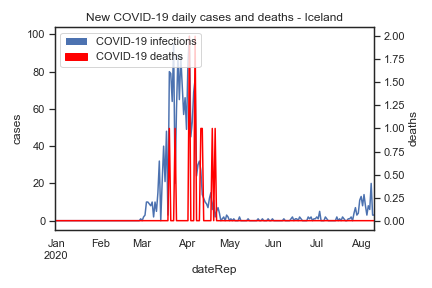 New COVID-19 daily cases and deaths - Iceland
COVID-19 infections
COVID-19 deaths
100
80
60
40
20
0
cases
2.00
1.75
1.50
1.25
1.00
0.75
0.50
0.25
0.00
deaths
Jan Feb Mar Apr May Jun Jul Aug
2020
dateRep